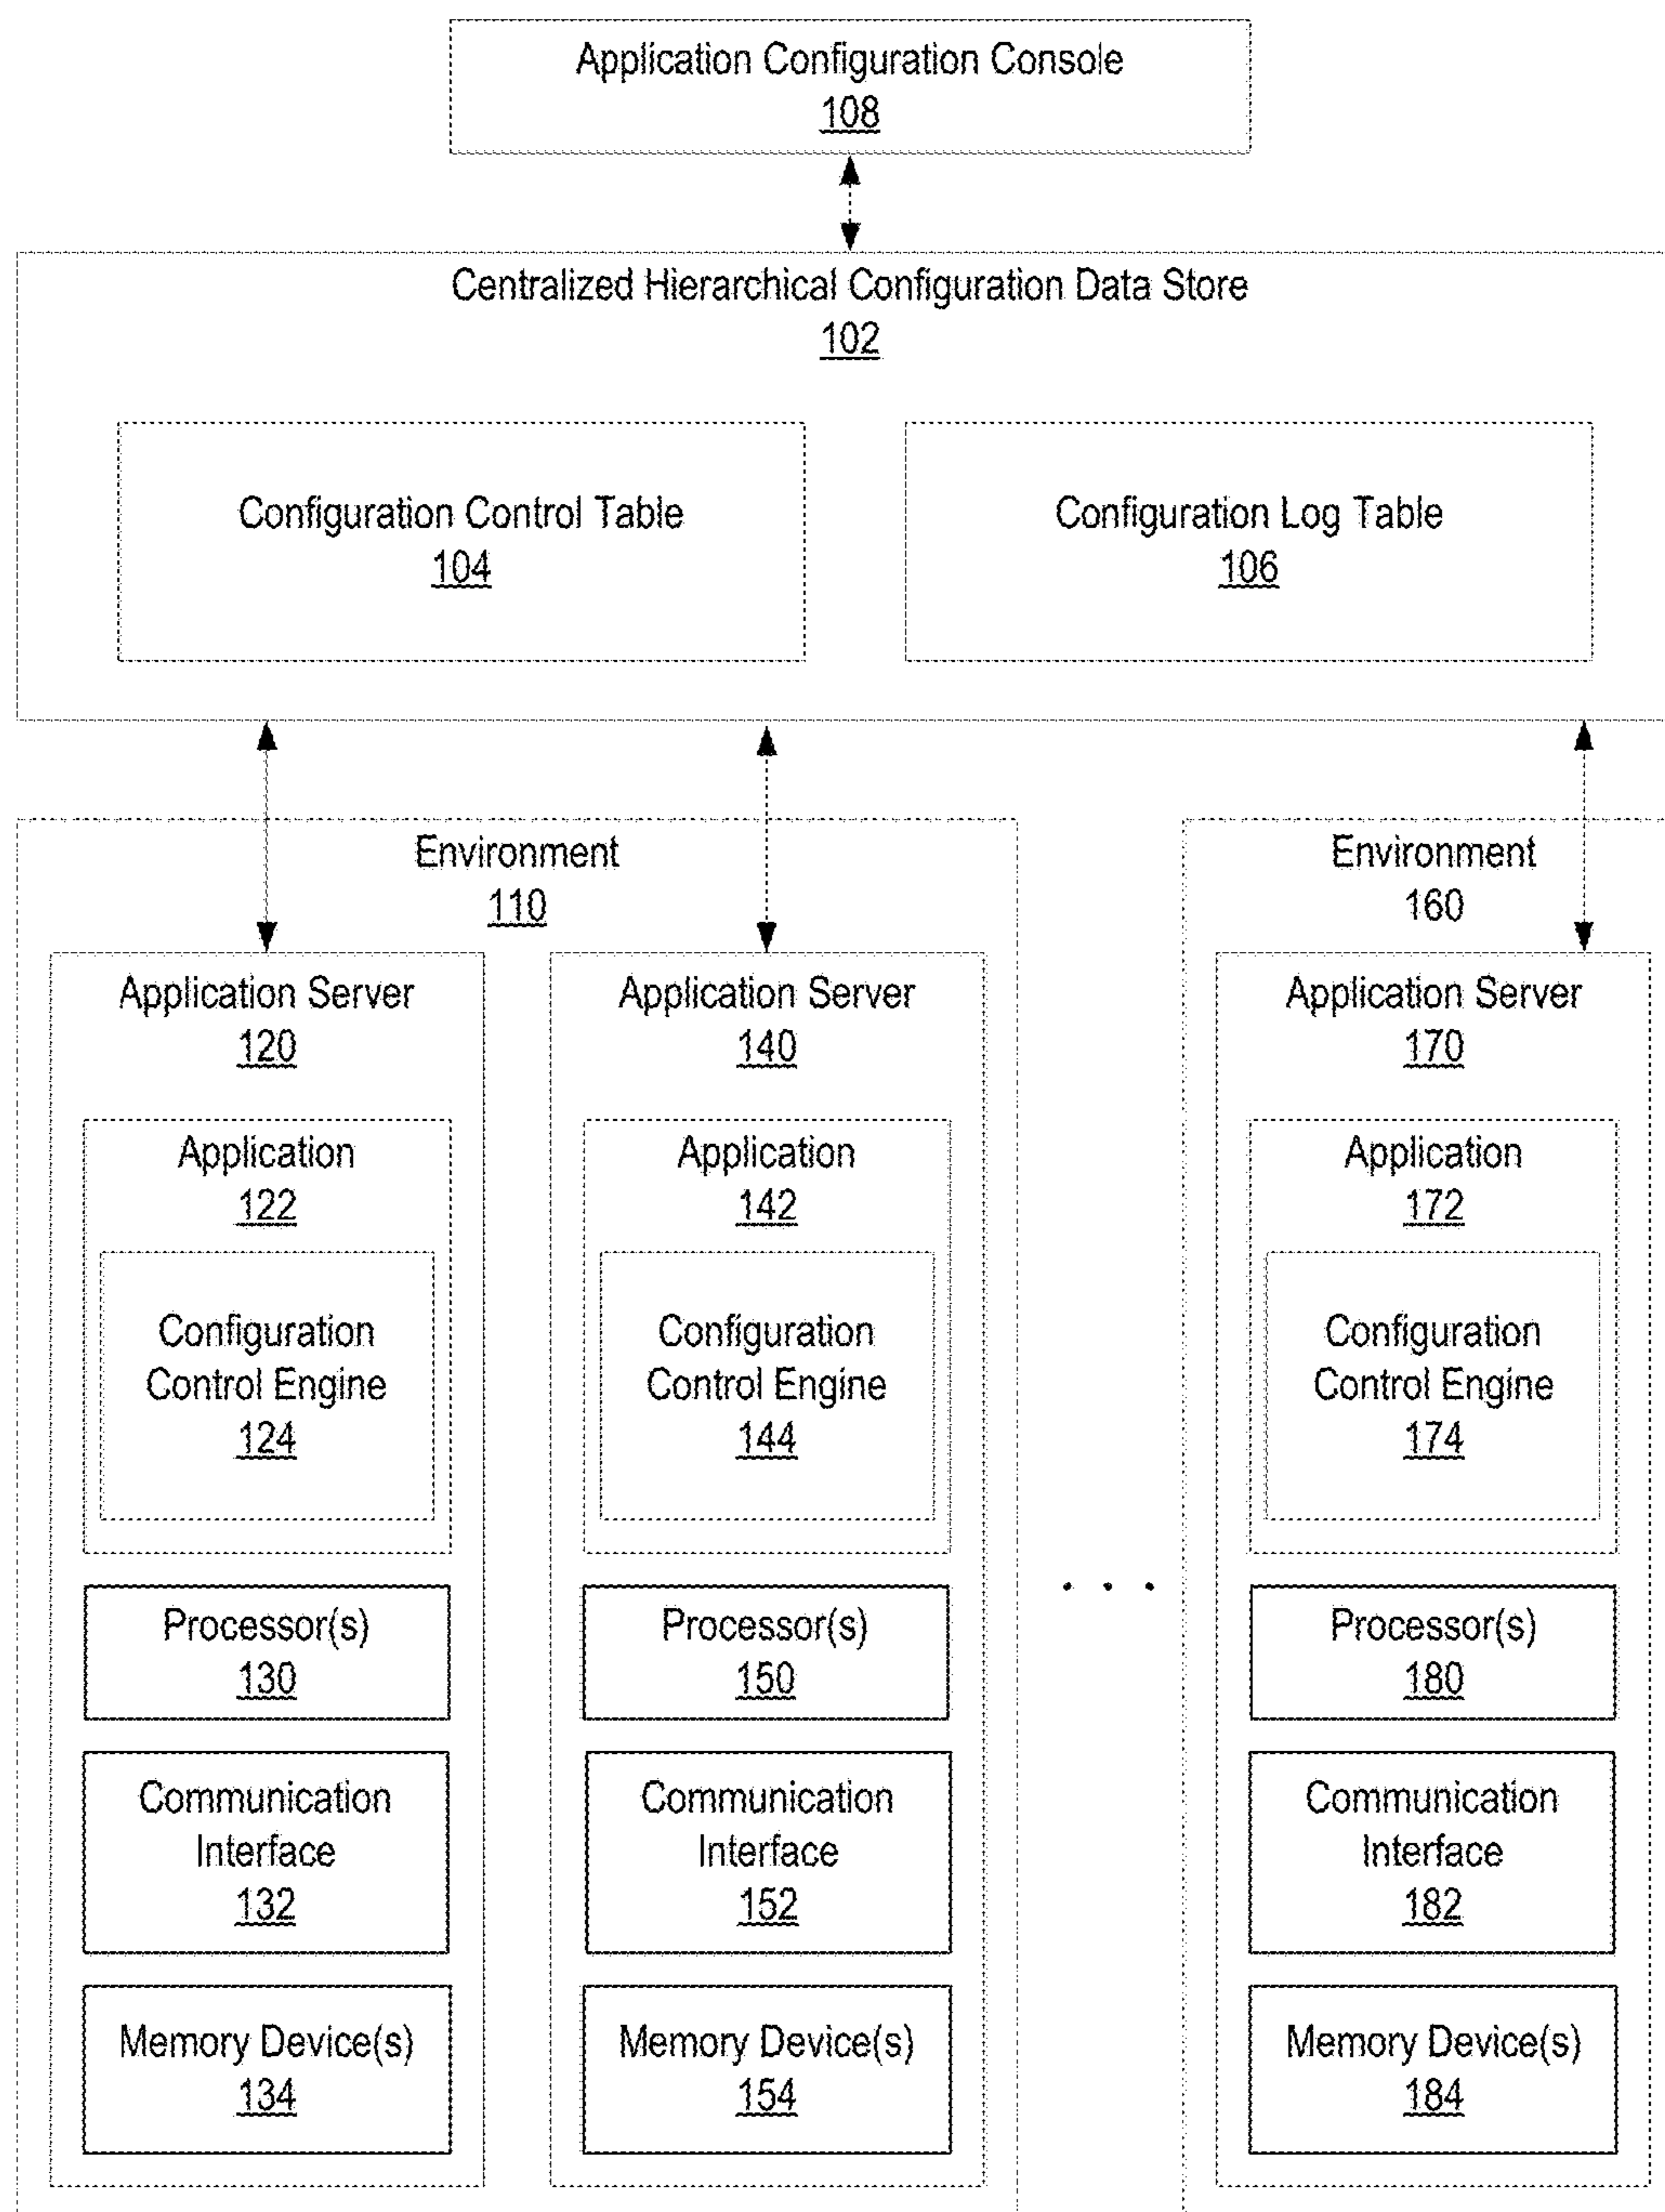 Application Configuration Console
108
Centralized Hierarchical Configuration Data Store
102
Configuration Control Table
104
Configuration Log Table
106
Environment
110
Application Server
120
Application
122
Configuration
Control Engine
124
Processor(s)
130
Communication
Interface
132
Memory Device(s)
134
Application Server
140
Application
142
Configuration
Control Engine
144
Processor(s)
150
Communication
Interface
152
Memory Device(s)
154
. . .
Environment
160
Application Server
170
Application
172
Configuration
Control Engine
174
Processor(s)
180
Communication
Interface
182
Memory Device(s)
184